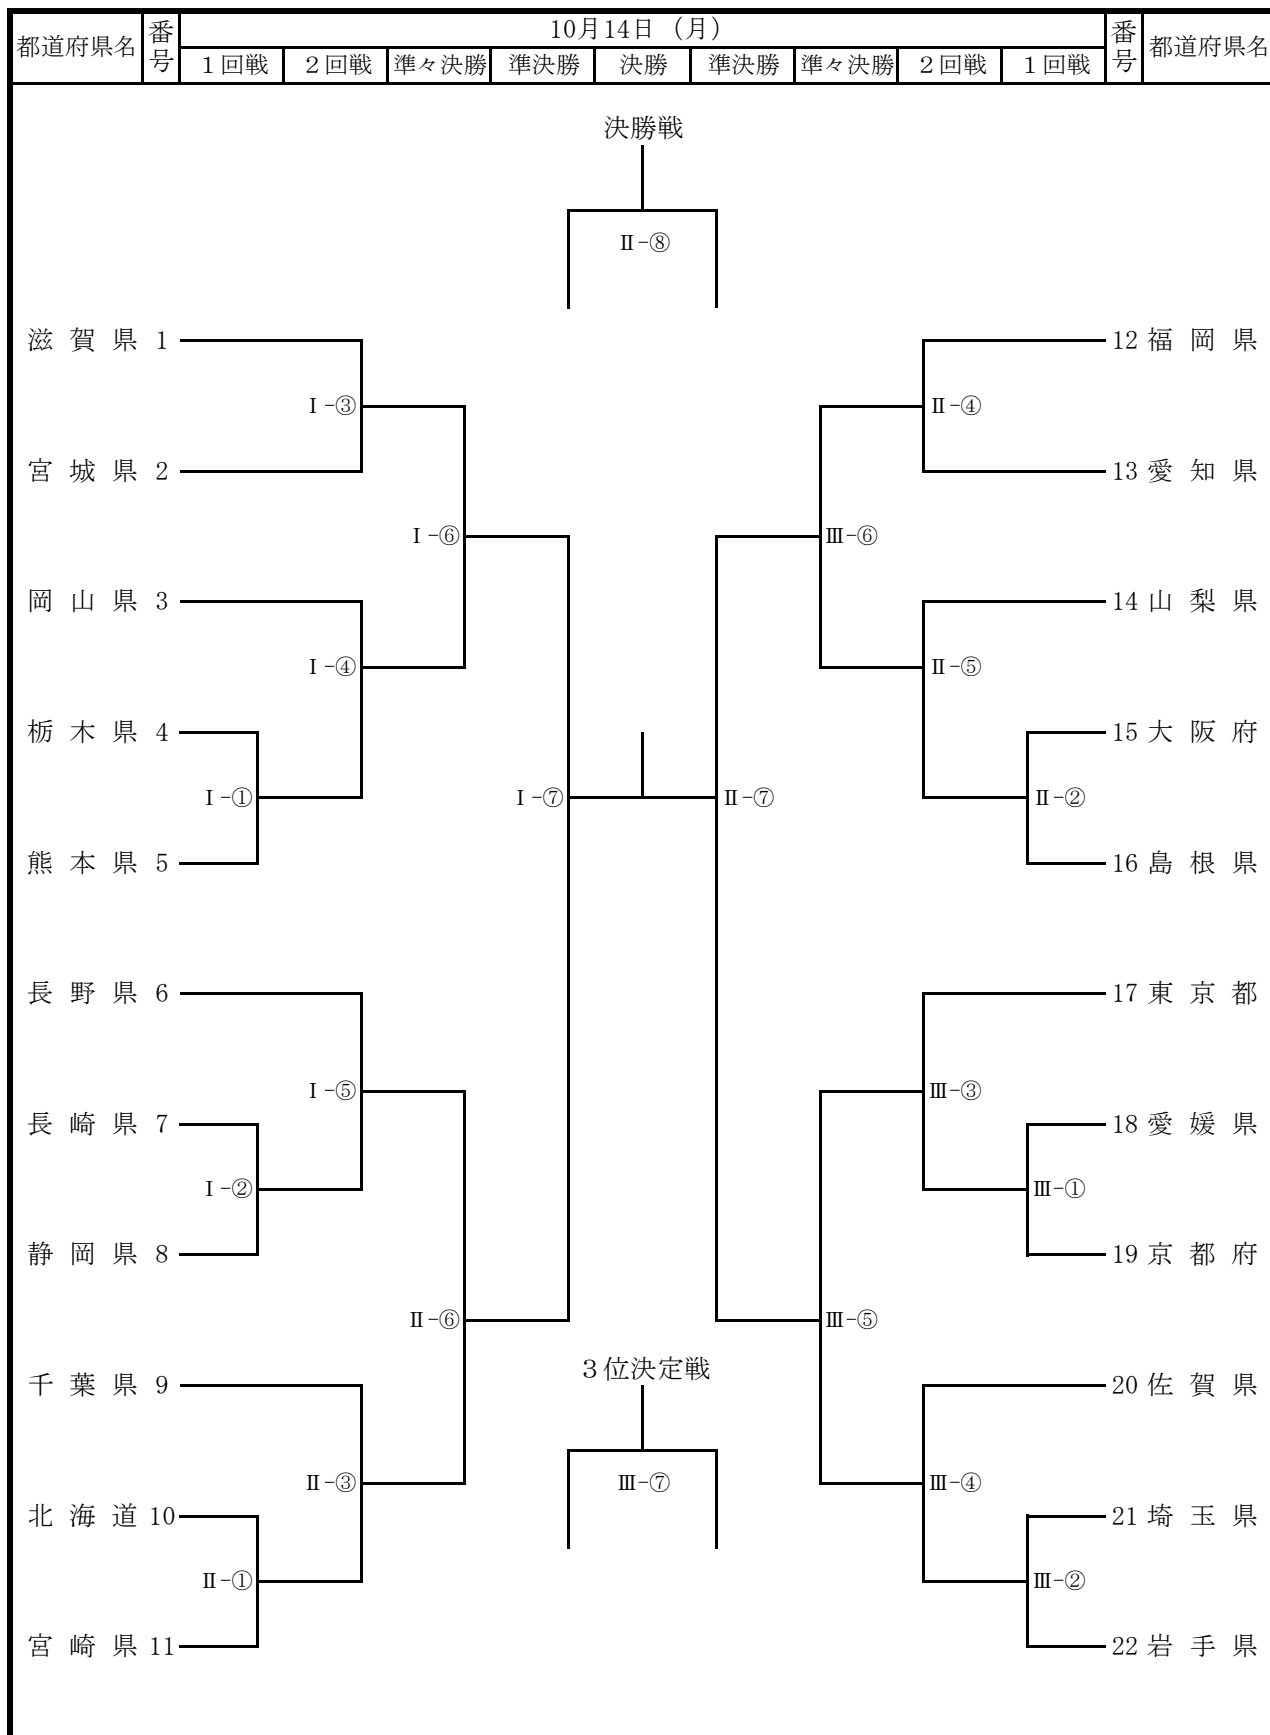 都道府県名 番号 10月14日（月） 番号 都道府県名
１回戦 ２回戦 準々決勝 準決勝 決勝 準決勝 準々決勝 ２回戦 １回戦
決勝戦
Ⅱ-⑧
滋賀県 1 12 福岡県
Ⅰ-③ Ⅱ-④
宮城県 2 13 愛知県
Ⅰ-⑥ Ⅲ-⑥
岡山県 3 14 山梨県
Ⅰ-④ Ⅱ-⑤
栃木県 4 15 大阪府
Ⅰ-① Ⅰ-⑦ Ⅱ-⑦ Ⅱ-②
熊本県 5 16 島根県
長野県 6 17 東京都
Ⅰ-⑤ Ⅲ-③
長崎県 7 18 愛媛県
Ⅰ-② Ⅲ-①
静岡県 8 19 京都府
Ⅱ-⑥ Ⅲ-⑤
３位決定戦
千葉県 9 20 佐賀県
Ⅱ-③ Ⅲ-⑦ Ⅲ-④
北海道 10 21 埼玉県
Ⅱ-① Ⅲ-②
宮崎県 11 22 岩手県